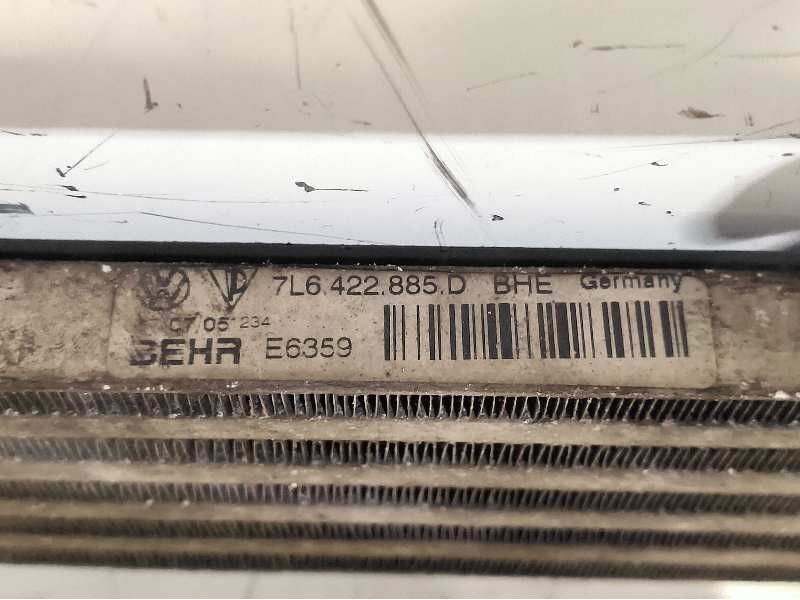 7L6.422.885.D BHE Germany
07 05 234
BEHR E6359